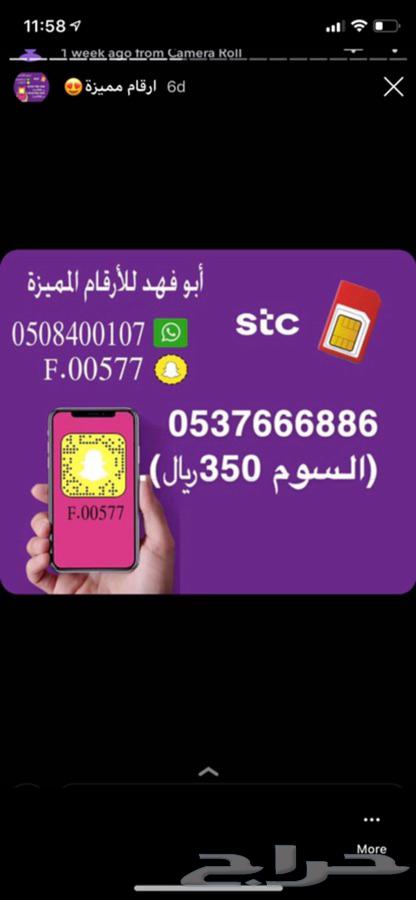 11:58
1 week ago from Camera Roll
ارقام مميزة😍 6d
أبو فهد للأرقام المميزة
stc
0508400107
F.00577
0537666886
(السوم 350ريال).
F.00577
More
حراج